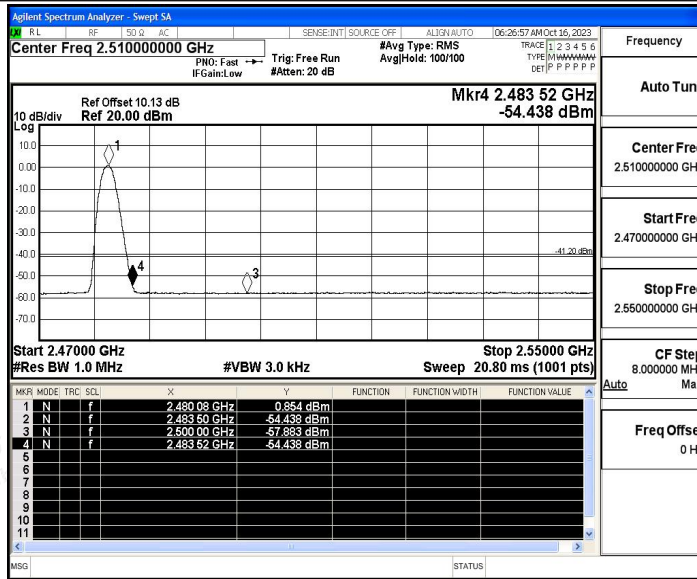 Agilent Spectrum Analyzer - Swept SA
RL RF 50 Ω AC SENSE:INT SOURCE OFF ALIGNAUTO 06:26:57 AM Oct 16, 2023
Center Freq 2.510000000 GHz
PNO: Fast
IFGain:Low
Trig: Free Run
#Atten: 20 dB
#Avg Type: RMS
Avg|Hold: 100/100
TRACE 1 2 3 4 5 6
TYPE MWWWWW
DET P P P P P P
Frequency
Auto Tun
Center Fre
2.510000000 GH
Start Fre
2.470000000 GH
Stop Fre
2.550000000 GH
CF Step
8.000000 MH
Auto Ma
Freq Offse
0 H
Mkr4 2.483 52 GHz
-54.438 dBm
Ref Offset 10.13 dB
10 dB/div Ref 20.00 dBm
Log
10.0
0.00
-10.0
-20.0
-30.0
-40.0
-50.0
-60.0
-70.0
1
4
3
-41.20 dBm
Start 2.47000 GHz Stop 2.55000 GHz
#Res BW 1.0 MHz #VBW 3.0 kHz Sweep 20.80 ms (1001 pts)
MKR MODE TRC SCL X Y FUNCTION FUNCTION WIDTH FUNCTION VALUE
1 N f 2.480 08 GHz 0.854 dBm
2 N f 2.483 50 GHz -54.438 dBm
3 N f 2.500 00 GHz -57.883 dBm
4 N f 2.483 52 GHz -54.438 dBm
5
6
7
8
9
10
11
MSG STATUS